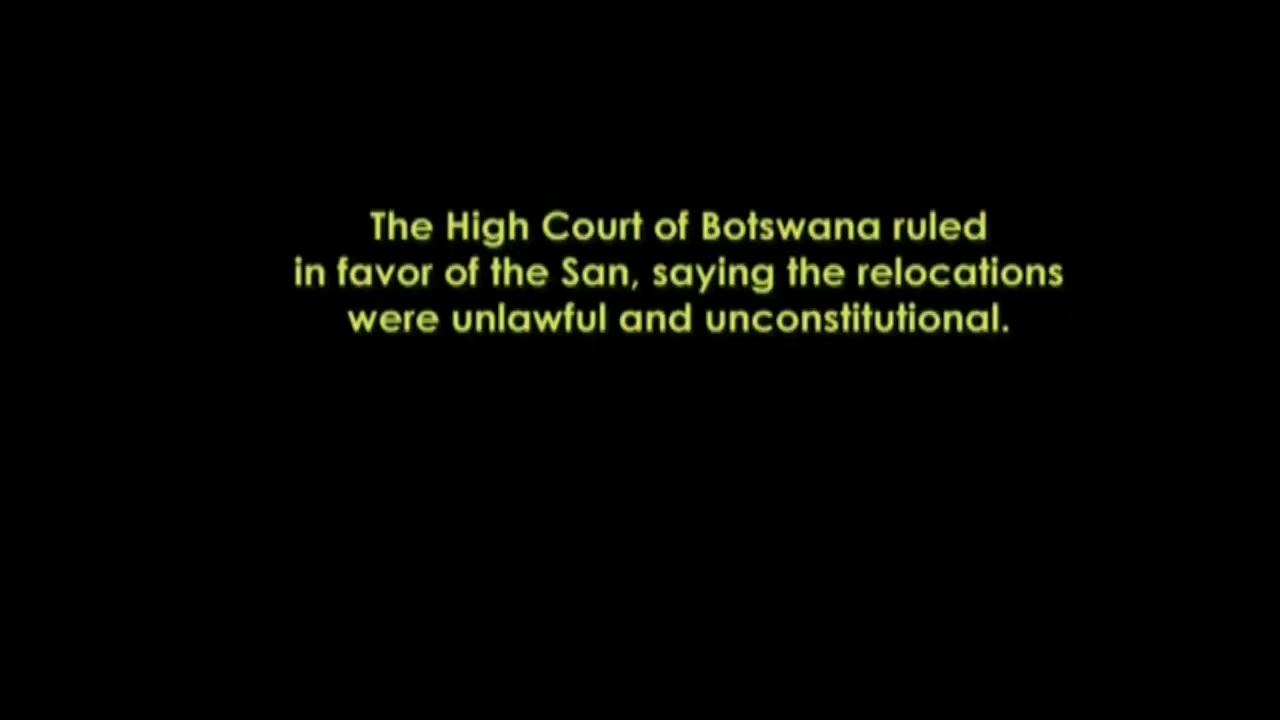 The High Court of Botswana ruled
in favor of the San, saying the relocations
were unlawful and unconstitutional.